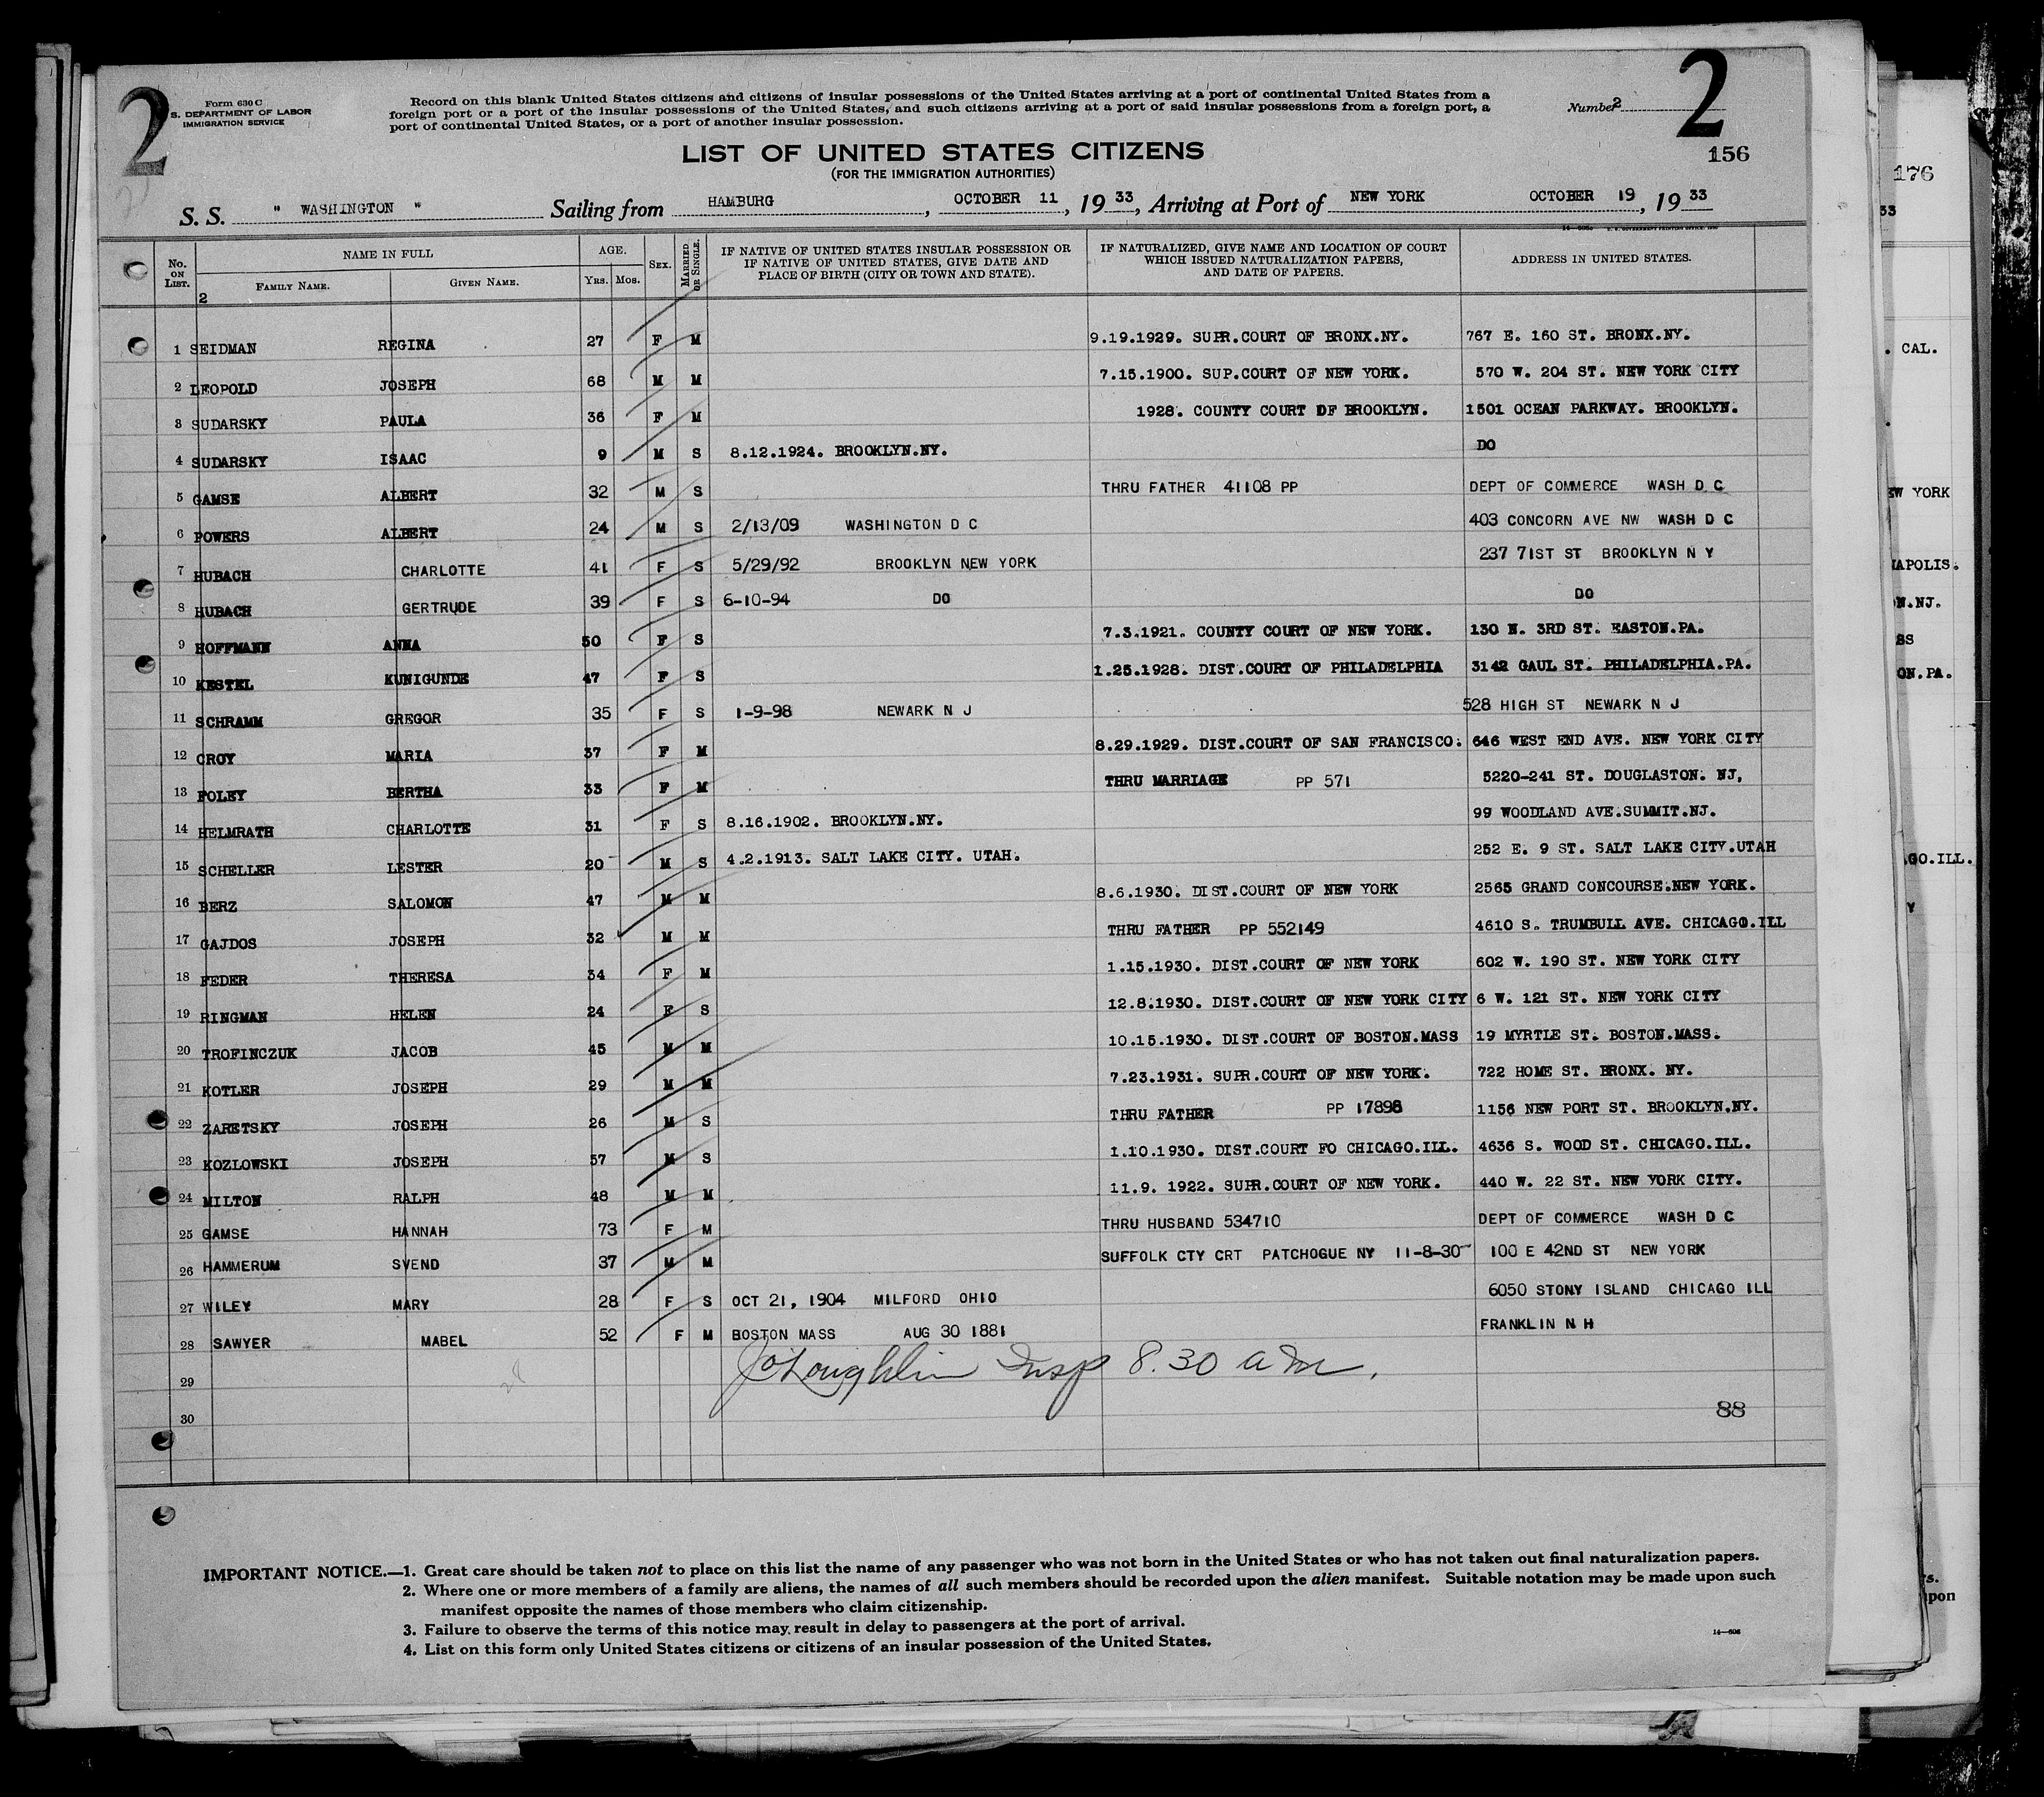 2
Form 630 C
S. DEPARTMENT OF LABOR
IMMIGRATION SERVICE
Record on this blank United States citizens and citizens of insular possessions of the United States arriving at a port of continental United States from a
foreign port or a port of the insular possessions of the United States, and such citizens arriving at a port of said insular possessions from a foreign port, a
port of continental United States, or a port of another insular possession.
Number 2
2
156
LIST OF UNITED STATES CITIZENS
(FOR THE IMMIGRATION AUTHORITIES)
S. S. " WASHINGTON " Sailing from HAMBURG, OCTOBER 11, 1933, Arriving at Port of NEW YORK OCTOBER 19, 1933
No. ON LIST. NAME IN FULL FAMILY NAME. GIVEN NAME. AGE. YRS. MOS. SEX. MARRIED OR SINGLE. IF NATIVE OF UNITED STATES INSULAR POSSESSION OR IF NATIVE OF UNITED STATES, GIVE DATE AND PLACE OF BIRTH (CITY OR TOWN AND STATE). IF NATURALIZED, GIVE NAME AND LOCATION OF COURT WHICH ISSUED NATURALIZATION PAPERS, AND DATE OF PAPERS. ADDRESS IN UNITED STATES.
2
1 SEIDMAN REGINA 27 F M 9.19.1929. SUPR.COURT OF BRONX.NY. 767 E. 160 ST. BRONX.NY.
2 LEOPOLD JOSEPH 68 M M 7.15.1900. SUP.COURT OF NEW YORK. 570 W. 204 ST. NEW YORK CITY
3 SUDARSKY PAULA 36 F M 1928. COUNTY COURT OF BROOKLYN. 1501 OCEAN PARKWAY. BROOKLYN.
4 SUDARSKY ISAAC 9 M S 8.12.1924. BROOKLYN.NY. DO
5 GAMSE ALBERT 32 M S THRU FATHER 41108 PP DEPT OF COMMERCE WASH D C
6 POWERS ALBERT 24 M S 2/13/09 WASHINGTON D C 403 CONCORN AVE NW WASH D C
7 HUBACH CHARLOTTE 41 F S 5/29/92 BROOKLYN NEW YORK 237 71ST ST BROOKLYN N Y
8 HUBACH GERTRUDE 39 F S 6-10-94 DO DO
9 HOFFMANN ANNA 50 F S 7.3.1921. COUNTY COURT OF NEW YORK. 130 N. 3RD ST. EASTON.PA.
10 KESTEL KUNIGUNDE 47 F S 1.25.1928. DIST.COURT OF PHILADELPHIA 3142 GAUL ST. PHILADELPHIA.PA.
11 SCHRAMM GREGOR 35 F S 1-9-98 NEWARK N J 528 HIGH ST NEWARK N J
12 CROY MARIA 37 F M 8.29.1929. DIST.COURT OF SAN FRANCISCO. 646 WEST END AVE. NEW YORK CITY
13 FOLEY BERTHA 33 F M THRU MARRIAGE PP 571 5220-241 ST. DOUGLASTON. NJ,
14 HELMRATH CHARLOTTE 31 F S 8.16.1902. BROOKLYN.NY. 99 WOODLAND AVE.SUMMIT.NJ.
15 SCHELLER LESTER 20 M S 4.2.1913. SALT LAKE CITY. UTAH. 252 E. 9 ST. SALT LAKE CITY.UTAH
16 BERZ SALOMON 47 M M 8.6.1930. DIST.COURT OF NEW YORK 2565 GRAND CONCOURSE.NEW YORK.
17 GAJDOS JOSEPH 32 M M THRU FATHER PP 552149 4610 S. TRUMBULL AVE. CHICAGO.ILL
18 FEDER THERESA 34 F M 1.15.1930. DIST.COURT OF NEW YORK 602 W. 190 ST. NEW YORK CITY
19 RINGMAN HELEN 24 F S 12.8.1930. DIST.COURT OF NEW YORK CITY 6 W. 121 ST. NEW YORK CITY
20 TROFINCZUK JACOB 45 M M 10.15.1930. DIST.COURT OF BOSTON.MASS 19 MYRTLE ST. BOSTON.MASS.
21 KOTLER JOSEPH 29 M M 7.23.1931. SUPR.COURT OF NEW YORK. 722 HOME ST. BRONX. NY.
22 ZARETSKY JOSEPH 26 M S THRU FATHER PP 17898 1156 NEW PORT ST. BROOKLYN.NY.
23 KOZLOWSKI JOSEPH 57 M S 1.10.1930. DIST.COURT FO CHICAGO.ILL. 4636 S. WOOD ST. CHICAGO.ILL.
24 MILTON RALPH 48 M M 11.9. 1922. SUPR.COURT OF NEW YORK. 440 W. 22 ST. NEW YORK CITY.
25 GAMSE HANNAH 73 F M THRU HUSBAND 534710 DEPT OF COMMERCE WASH D C
26 HAMMERUM SVEND 37 M M SUFFOLK CTY CRT PATCHOGUE NY 11-8-30 100 E 42ND ST NEW YORK
27 WILEY MARY 28 F S OCT 21, 1904 MILFORD OHIO 6050 STONY ISLAND CHICAGO ILL
28 SAWYER MABEL 52 F M BOSTON MASS AUG 30 1881 FRANKLIN N H
29 JO'Loughlin Insp 8.30 a m.
30
88
IMPORTANT NOTICE.—1. Great care should be taken not to place on this list the name of any passenger who was not born in the United States or who has not taken out final naturalization papers.
2. Where one or more members of a family are aliens, the names of all such members should be recorded upon the alien manifest. Suitable notation may be made upon such
manifest opposite the names of those members who claim citizenship.
3. Failure to observe the terms of this notice may result in delay to passengers at the port of arrival.
4. List on this form only United States citizens or citizens of an insular possession of the United States.
14—606
176
33
. CAL.
EW YORK
APOLIS.
N.NJ.
SS
ON.PA.
GO.ILL.
Y
s.
upon